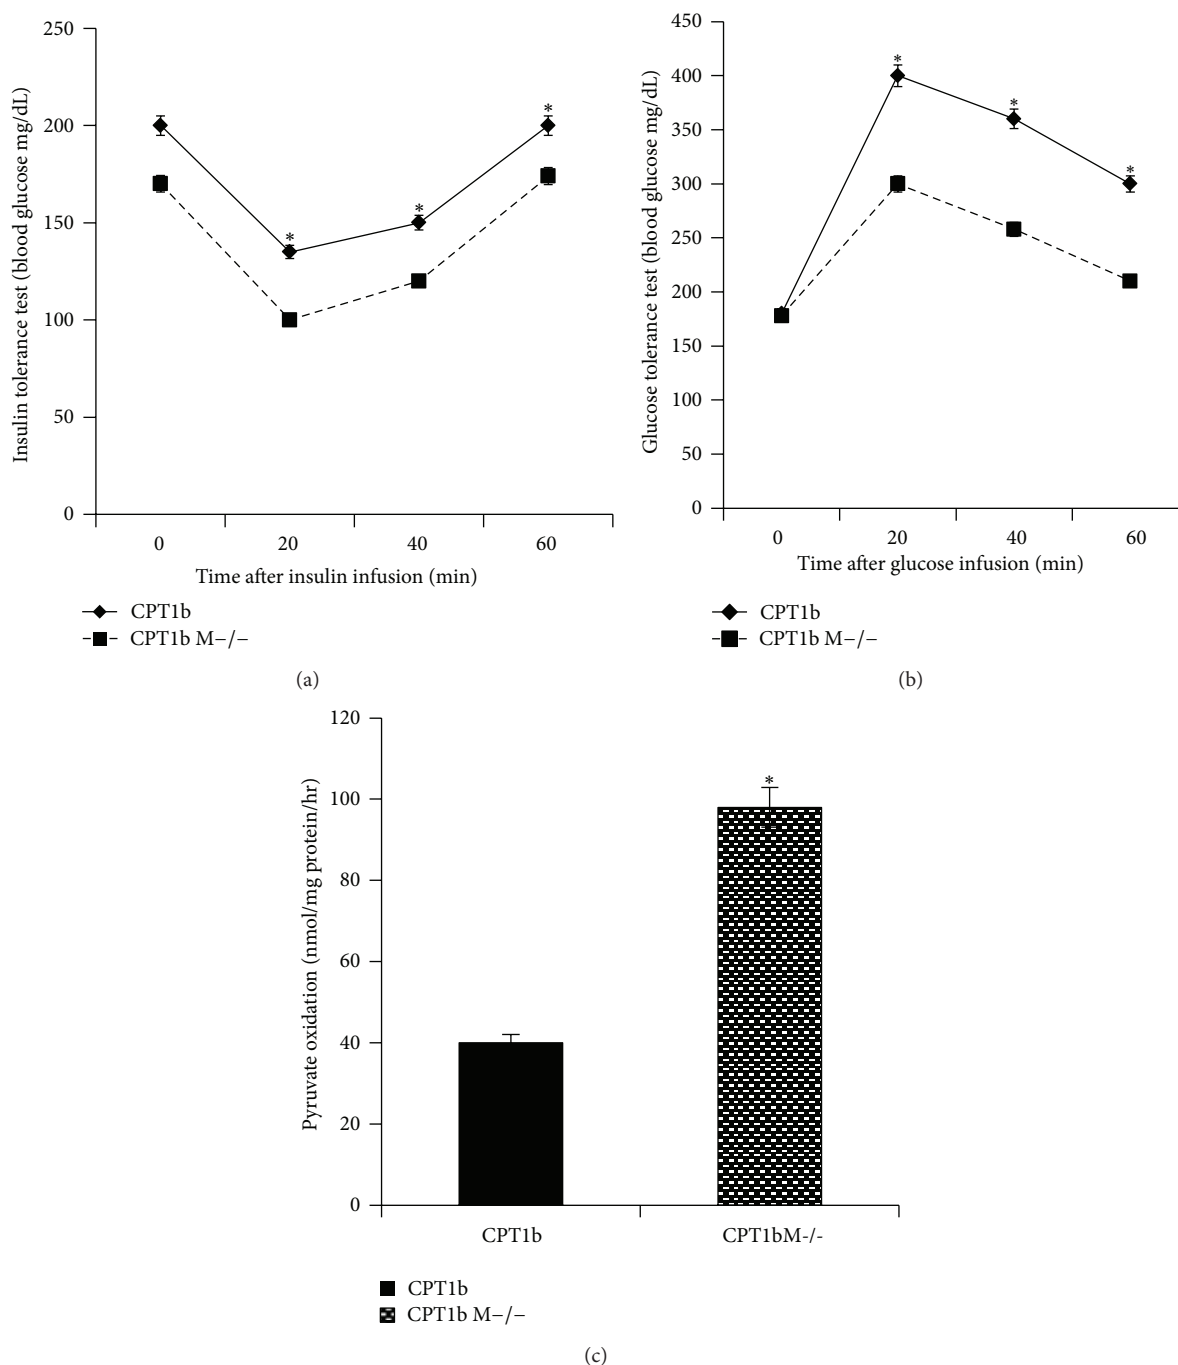 250
200
150
100
50
0
Insulin tolerance test (blood glucose mg/dL)
*
*
*
0 20 40 60
Time after insulin infusion (min)
CPT1b
CPT1b M−/−
(a)
450
400
350
300
250
200
150
100
50
0
Glucose tolerance test (blood glucose mg/dL)
*
*
*
0 20 40 60
Time after glucose infusion (min)
CPT1b
CPT1b M−/−
(b)
120
100
80
60
40
20
0
Pyruvate oxidation (nmol/mg protein/hr)
*
CPT1b CPT1bM-/-
CPT1b
CPT1b M−/−
(c)